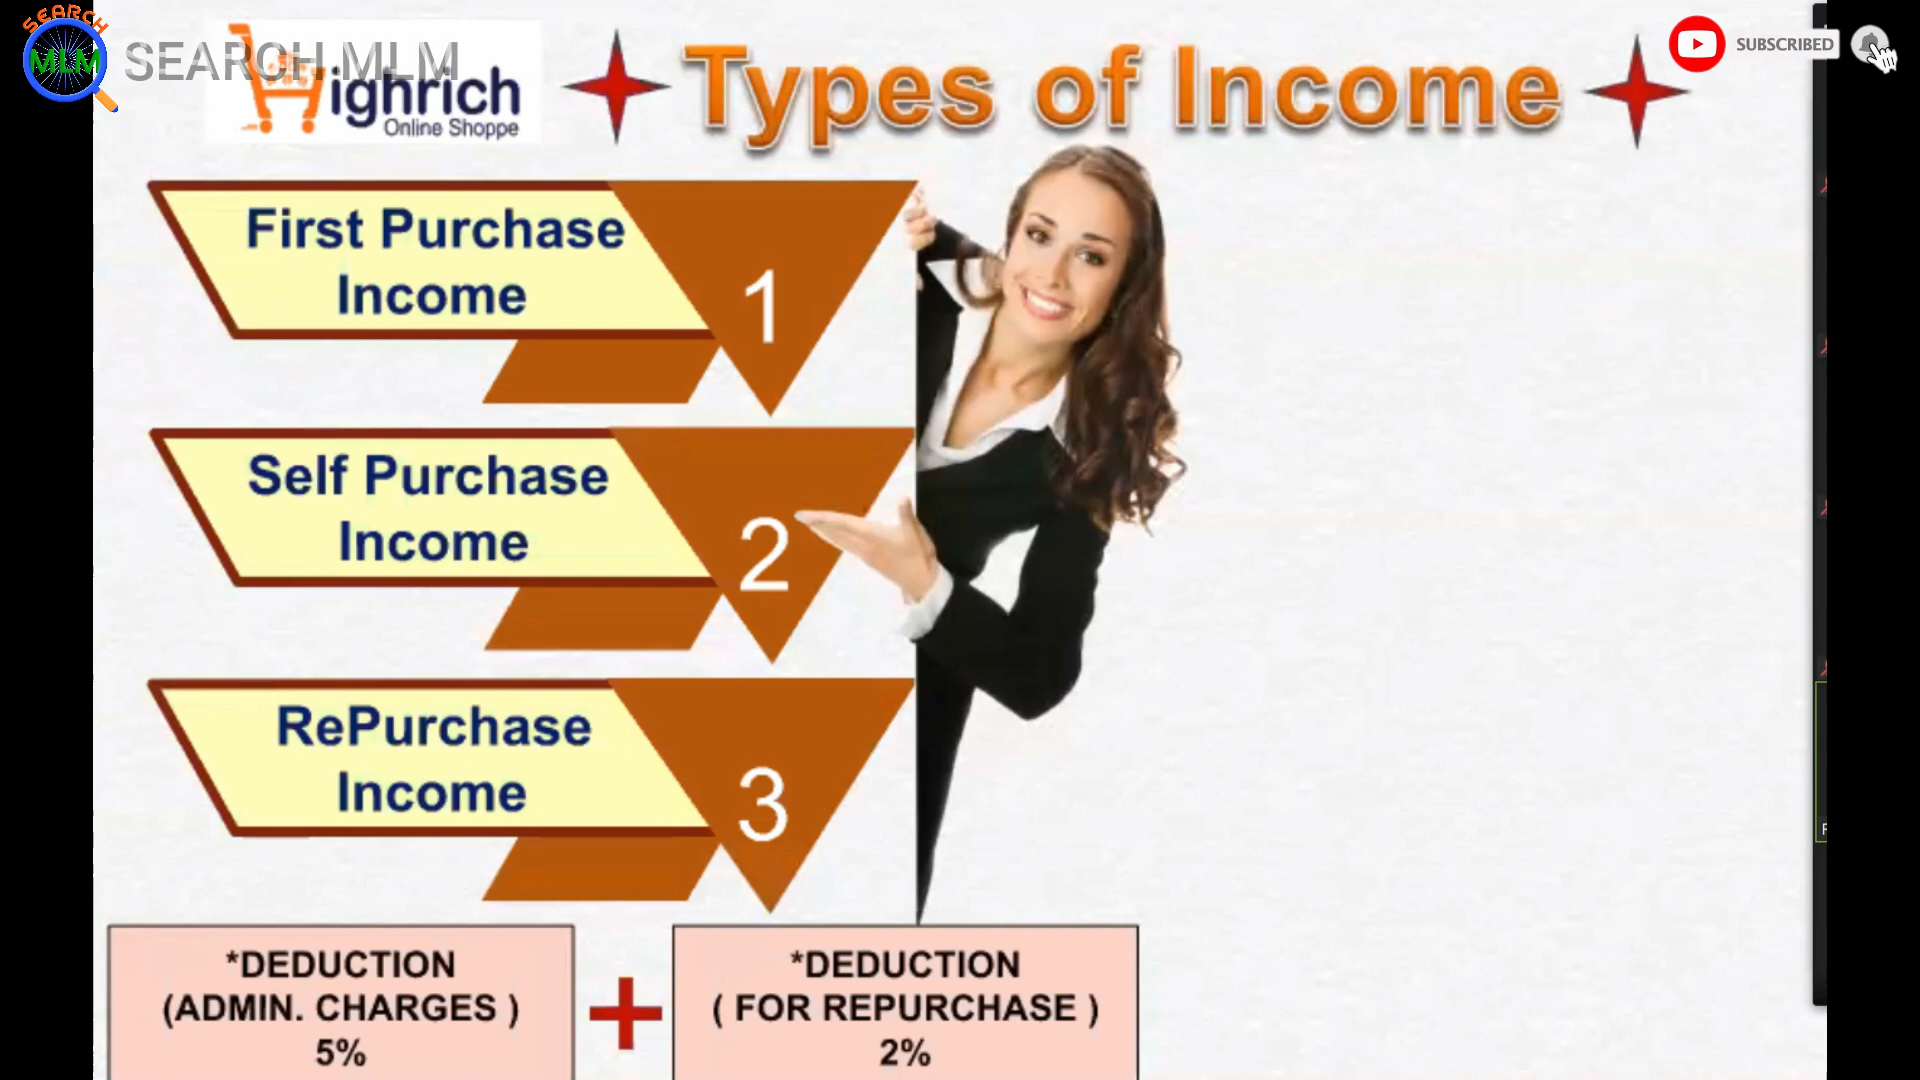 SEARCH
MLM
SEARCH MLM
ighrich
Online Shoppe
Types of Income
SUBSCRIBED
First Purchase
Income
1
Self Purchase
Income
2
RePurchase
Income
3
*DEDUCTION
(ADMIN. CHARGES )
5%
+
*DEDUCTION
( FOR REPURCHASE )
2%